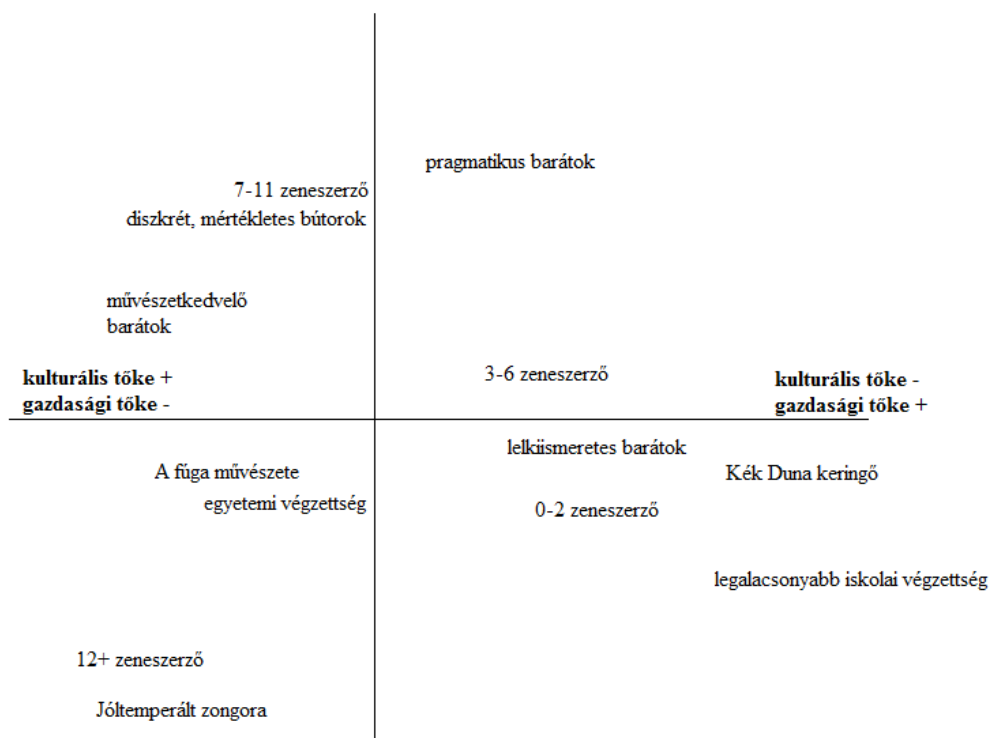 pragmatikus barátok
7-11 zeneszerző
diszkrét, mértékletes bútorok
művészetkedvelő
barátok
3-6 zeneszerző
kulturális tőke +
gazdasági tőke -
kulturális tőke -
gazdasági tőke +
lelkiismeretes barátok
A fúga művészete
Kék Duna keringő
egyetemi végzettség
0-2 zeneszerző
legalacsonyabb iskolai végzettség
12+ zeneszerző
Jóltemperált zongora